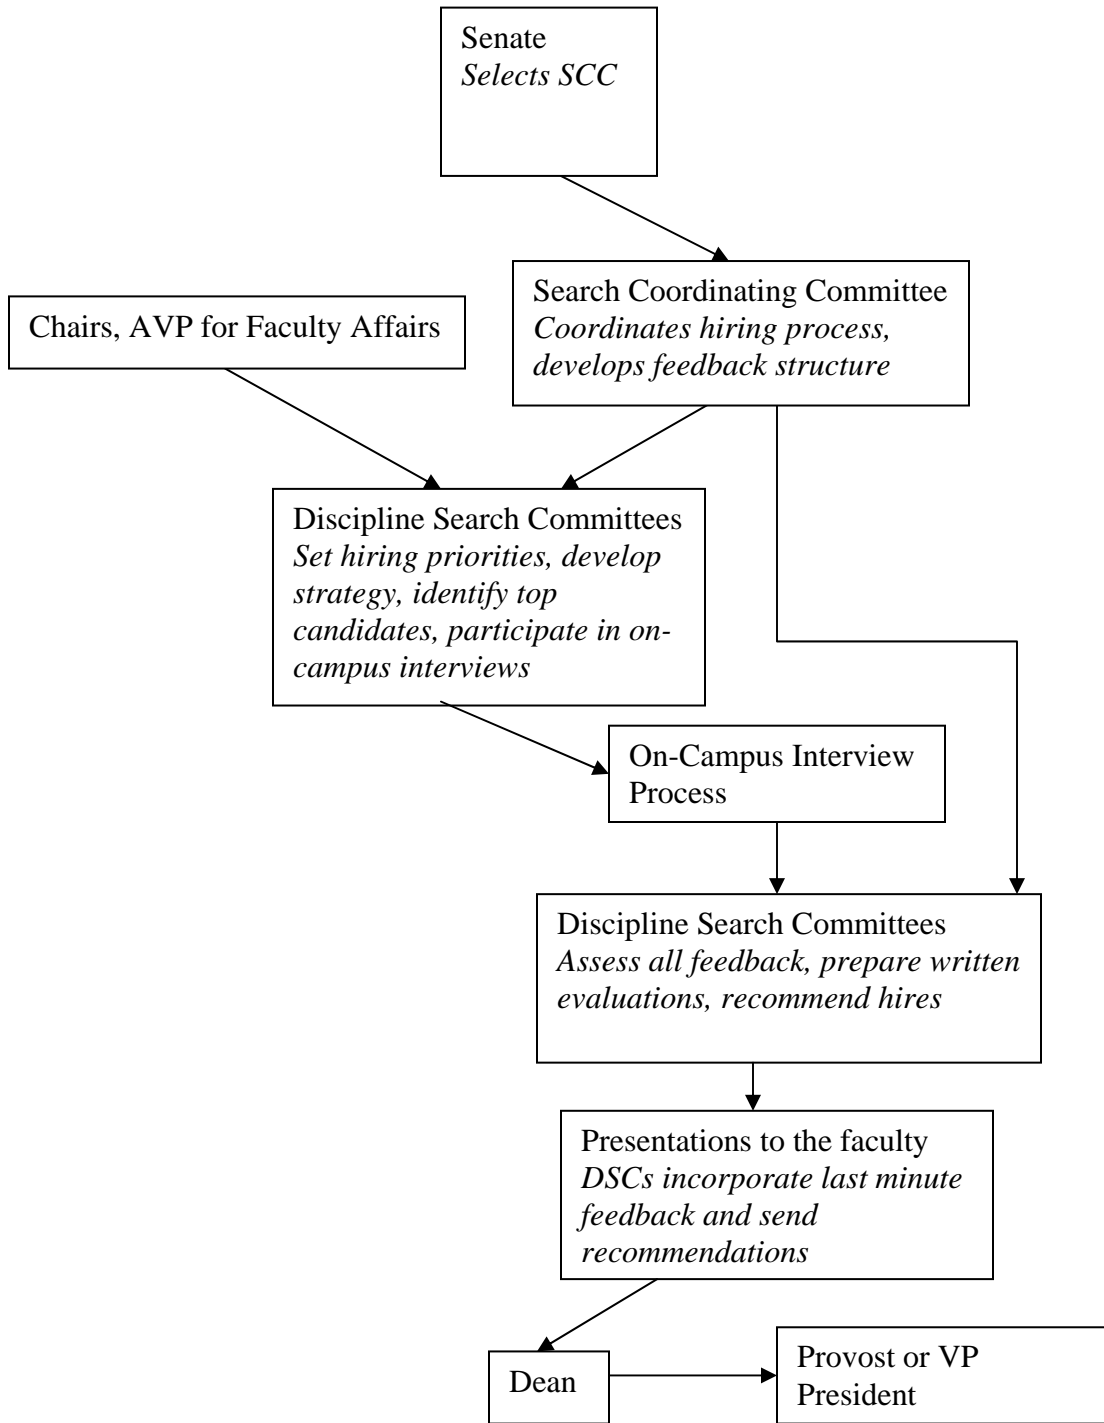 Senate
Selects SCC
Search Coordinating Committee
Coordinates hiring process,
develops feedback structure
Chairs, AVP for Faculty Affairs
Discipline Search Committees
Set hiring priorities, develop
strategy, identify top
candidates, participate in on-
campus interviews
On-Campus Interview
Process
Discipline Search Committees
Assess all feedback, prepare written
evaluations, recommend hires
Presentations to the faculty
DSCs incorporate last minute
feedback and send
recommendations
Dean
Provost or VP
President